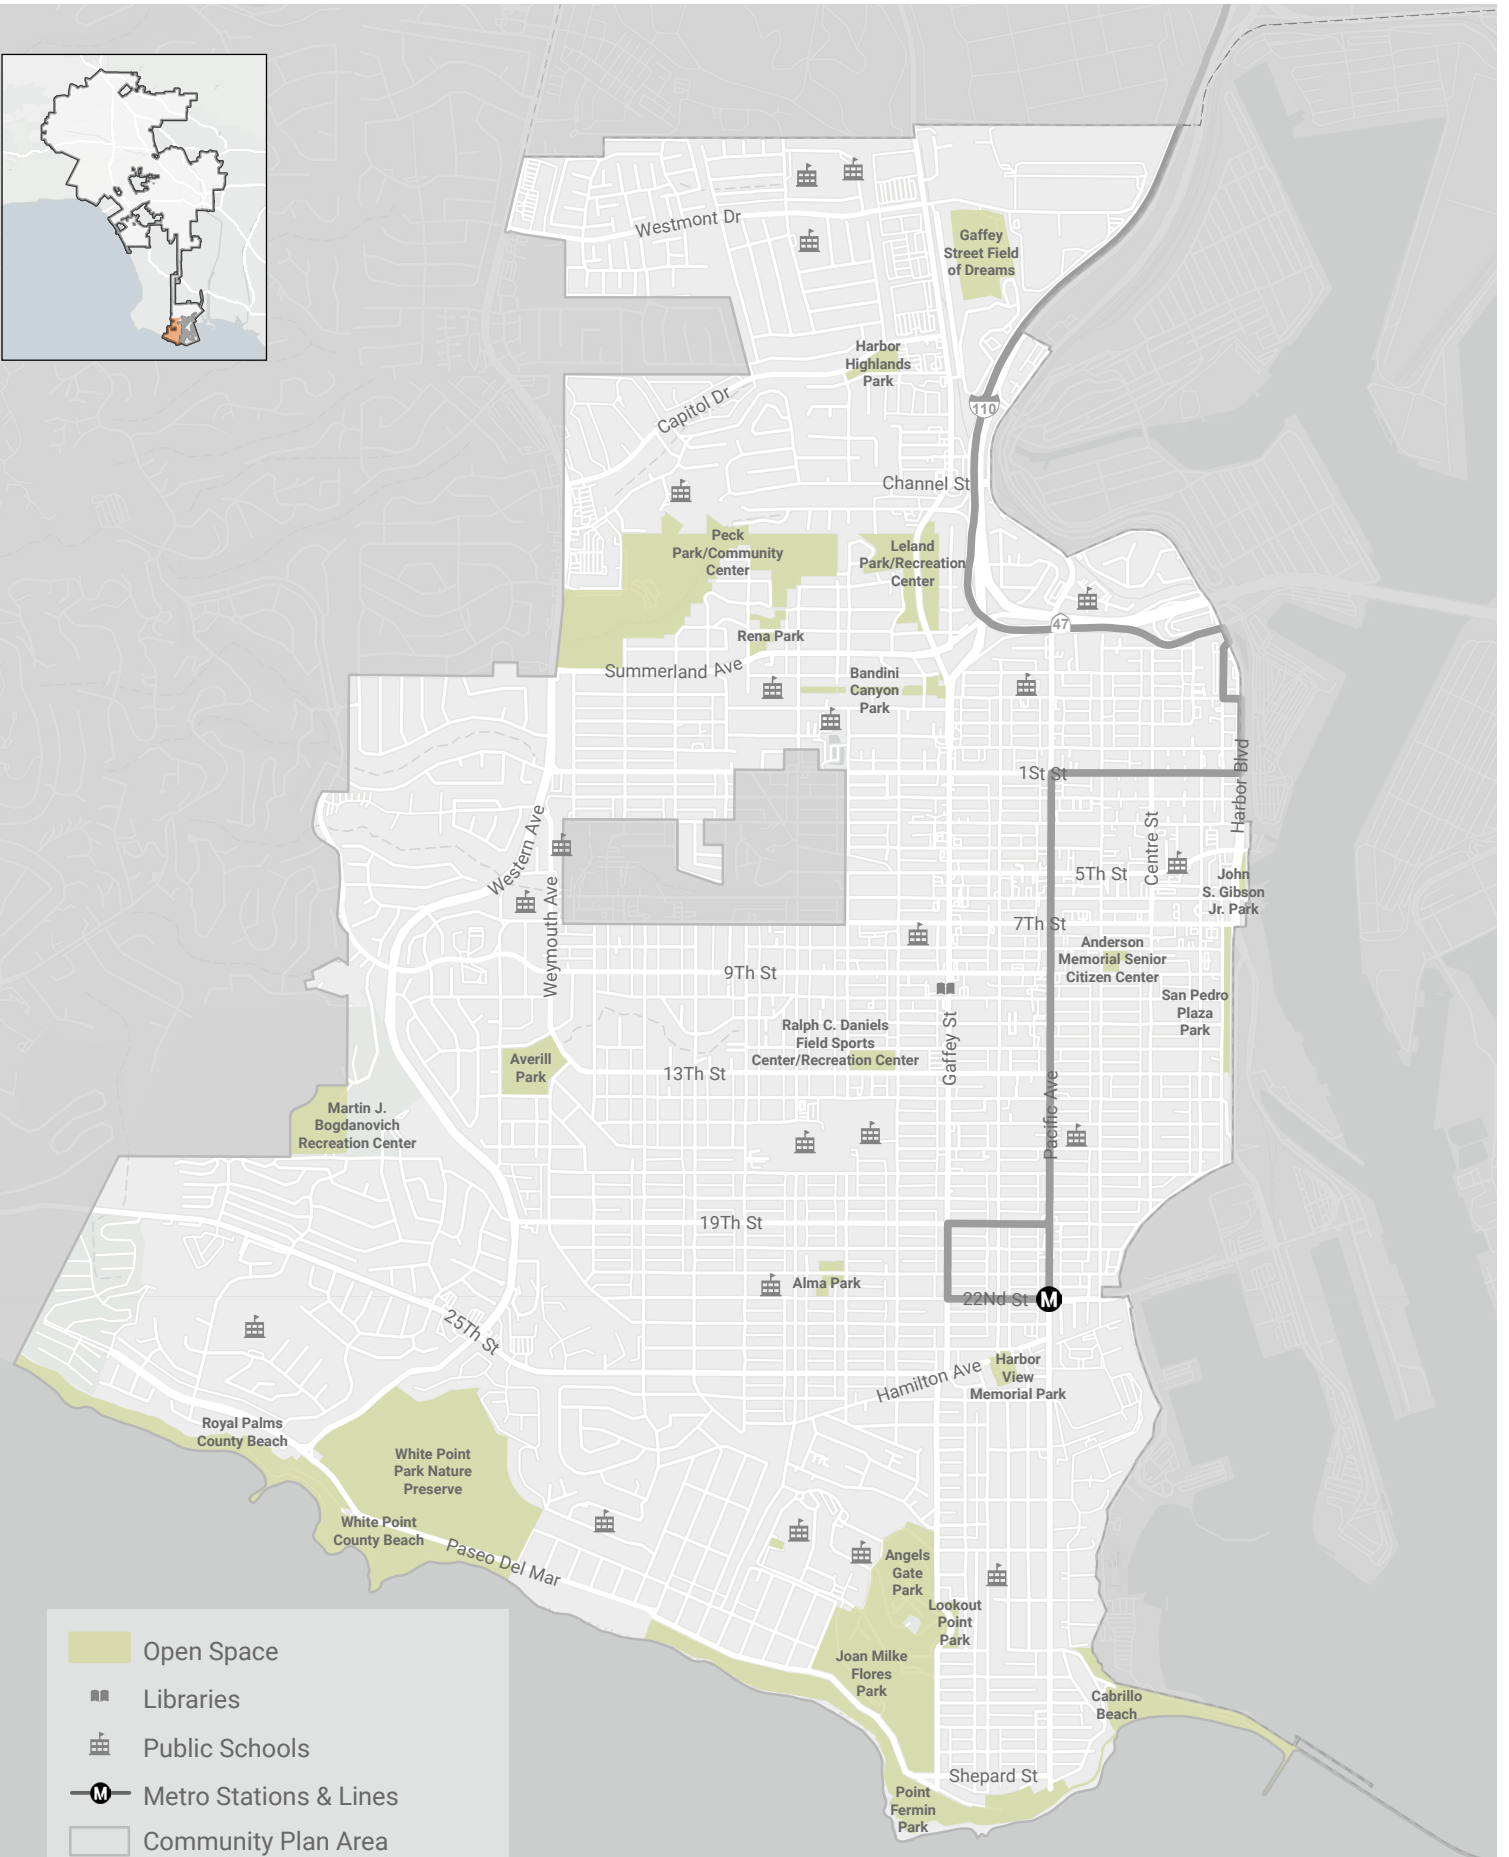 Westmont Dr
Gaffey
Street Field
of Dreams
Harbor
Highlands
Park
Capitol Dr
110
Channel St
Peck
Park/Community
Center
Leland
Park/Recreation
Center
47
Rena Park
Summerland Ave
Bandini
Canyon
Park
1St St
Harbor Blvd
Western Ave
Centre St
5Th St
John
S. Gibson
Jr. Park
Weymouth Ave
7Th St
Anderson
Memorial Senior
Citizen Center
9Th St
San Pedro
Plaza
Park
Ralph C. Daniels
Field Sports
Center/Recreation Center
Gaffey St
Averill
Park
13Th St
Pacific Ave
Martin J.
Bogdanovich
Recreation Center
19Th St
Alma Park
22Nd St
M
25Th St
Hamilton Ave
Harbor
View
Memorial Park
Royal Palms
County Beach
White Point
Park Nature
Preserve
White Point
County Beach
Paseo Del Mar
Angels
Gate
Park
Lookout
Point
Park
Joan Milke
Flores
Park
Cabrillo
Beach
Shepard St
Point
Fermin
Park
Open Space
Libraries
Public Schools
M Metro Stations & Lines
Community Plan Area